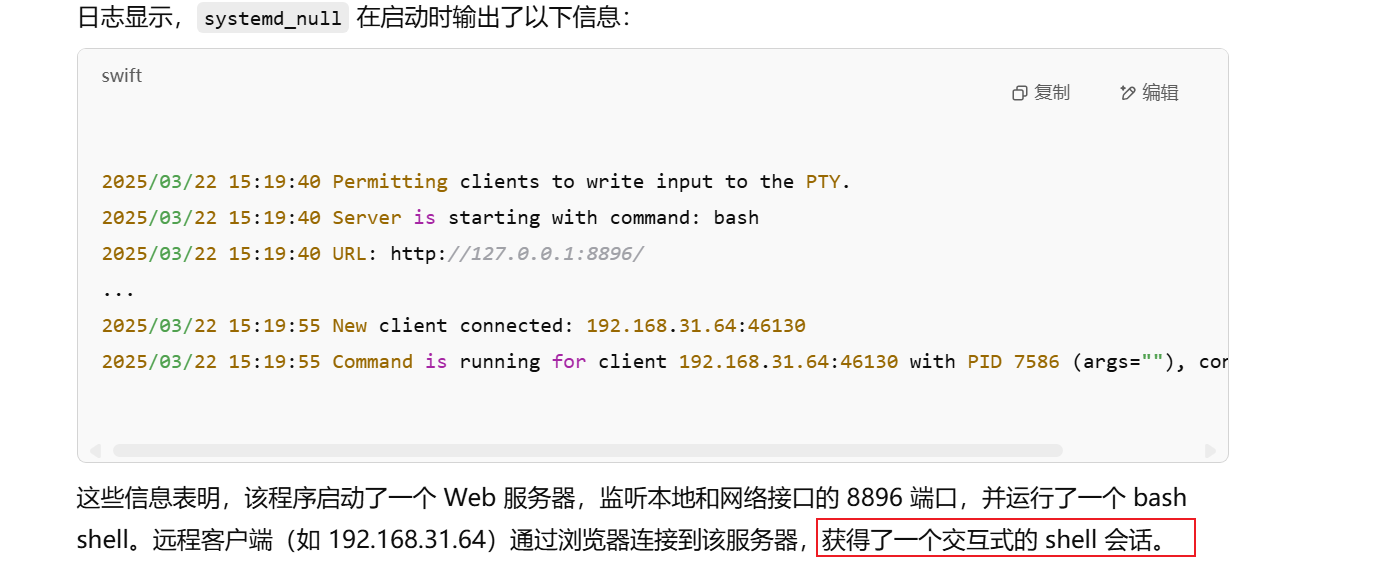 日志显示，systemd_null 在启动时输出了以下信息：
swift
复制 编辑
2025/03/22 15:19:40 Permitting clients to write input to the PTY.
2025/03/22 15:19:40 Server is starting with command: bash
2025/03/22 15:19:40 URL: http://127.0.0.1:8896/
...
2025/03/22 15:19:55 New client connected: 192.168.31.64:46130
2025/03/22 15:19:55 Command is running for client 192.168.31.64:46130 with PID 7586 (args=""), con
这些信息表明，该程序启动了一个 Web 服务器，监听本地和网络接口的 8896 端口，并运行了一个 bash
shell。远程客户端（如 192.168.31.64）通过浏览器连接到该服务器，获得了一个交互式的 shell 会话。